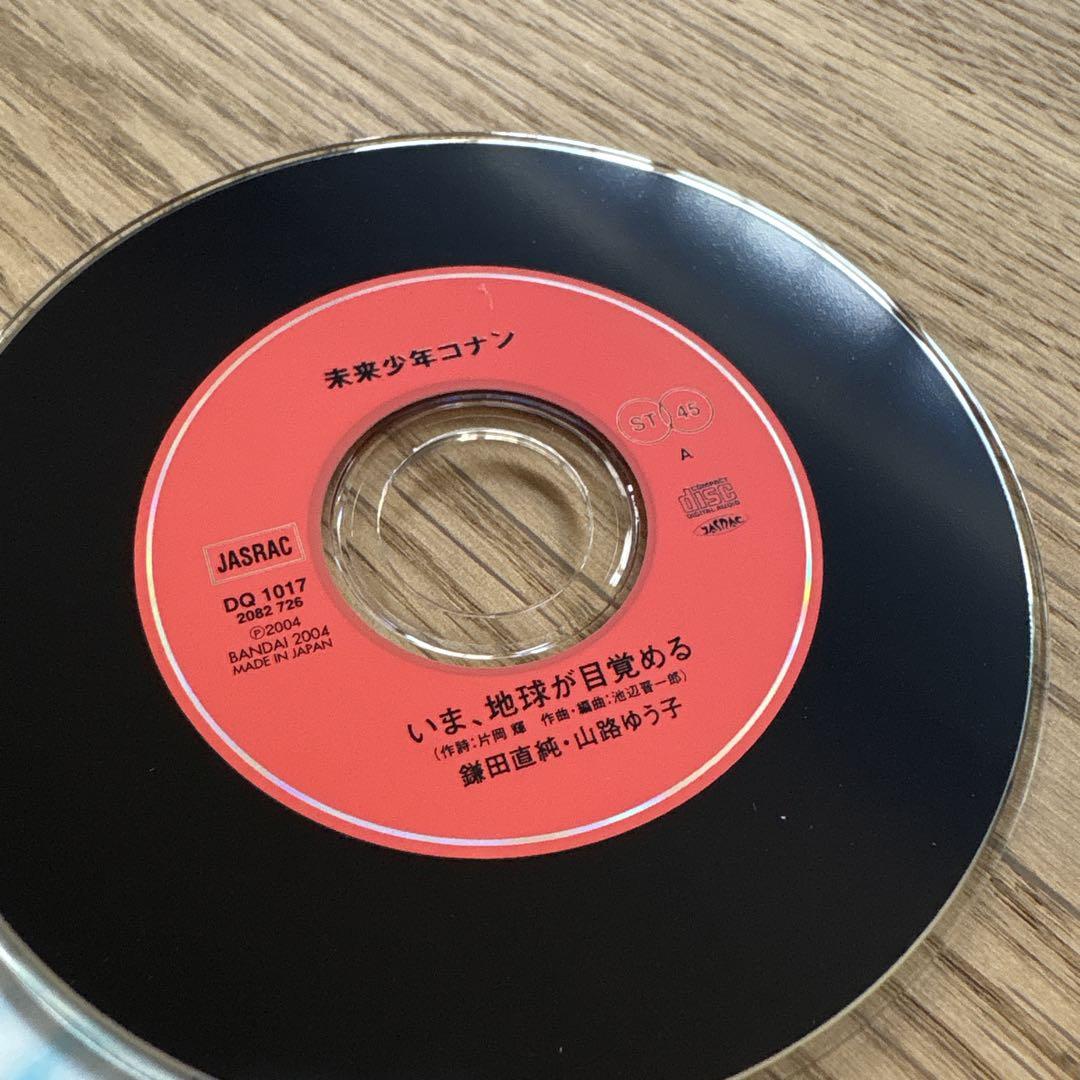 未来少年コナン
ST 45
A
COMPACT
disc
DIGITAL AUDIO
JASRAC
JASRAC
DQ 1017
2082 726
Ⓟ2004
BANDAI 2004
MADE IN JAPAN
いま、地球が目覚める
(作詩:片岡 輝 作曲・編曲:池辺晋一郎)
鎌田直純・山路ゆう子